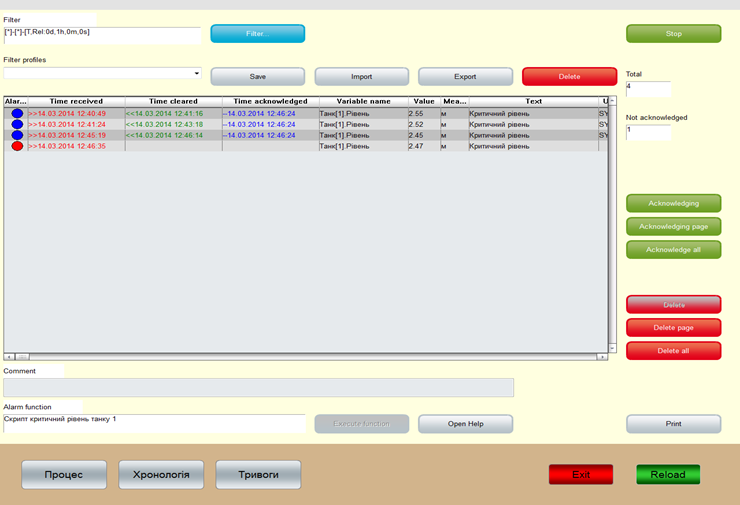 Filter
[*]-[*]-[T,Rel:0d,1h,0m,0s]
Filter...
Stop
Filter profiles
Save
Import
Export
Delete
Total
4
Alar... Time received Time cleared Time acknowledged Variable name Value Mea... Text U
>>14.03.2014 12:40:49 <<14.03.2014 12:41:16 --14.03.2014 12:46:24 Танк[1].Рівень 2.55 м Критичний рівень SY
>>14.03.2014 12:41:24 <<14.03.2014 12:43:18 --14.03.2014 12:46:24 Танк[1].Рівень 2.52 м Критичний рівень SY
>>14.03.2014 12:45:19 <<14.03.2014 12:46:14 --14.03.2014 12:46:24 Танк[1].Рівень 2.45 м Критичний рівень SY
>>14.03.2014 12:46:35 Танк[1].Рівень 2.47 м Критичний рівень
Not acknowledged
1
Acknowledging
Acknowledging page
Acknowledge all
Delete
Delete page
Delete all
Comment
Alarm function
Скрипт критичний рівень танку 1
Execute function
Open Help
Print
Процес
Хронологія
Тривоги
Exit
Reload